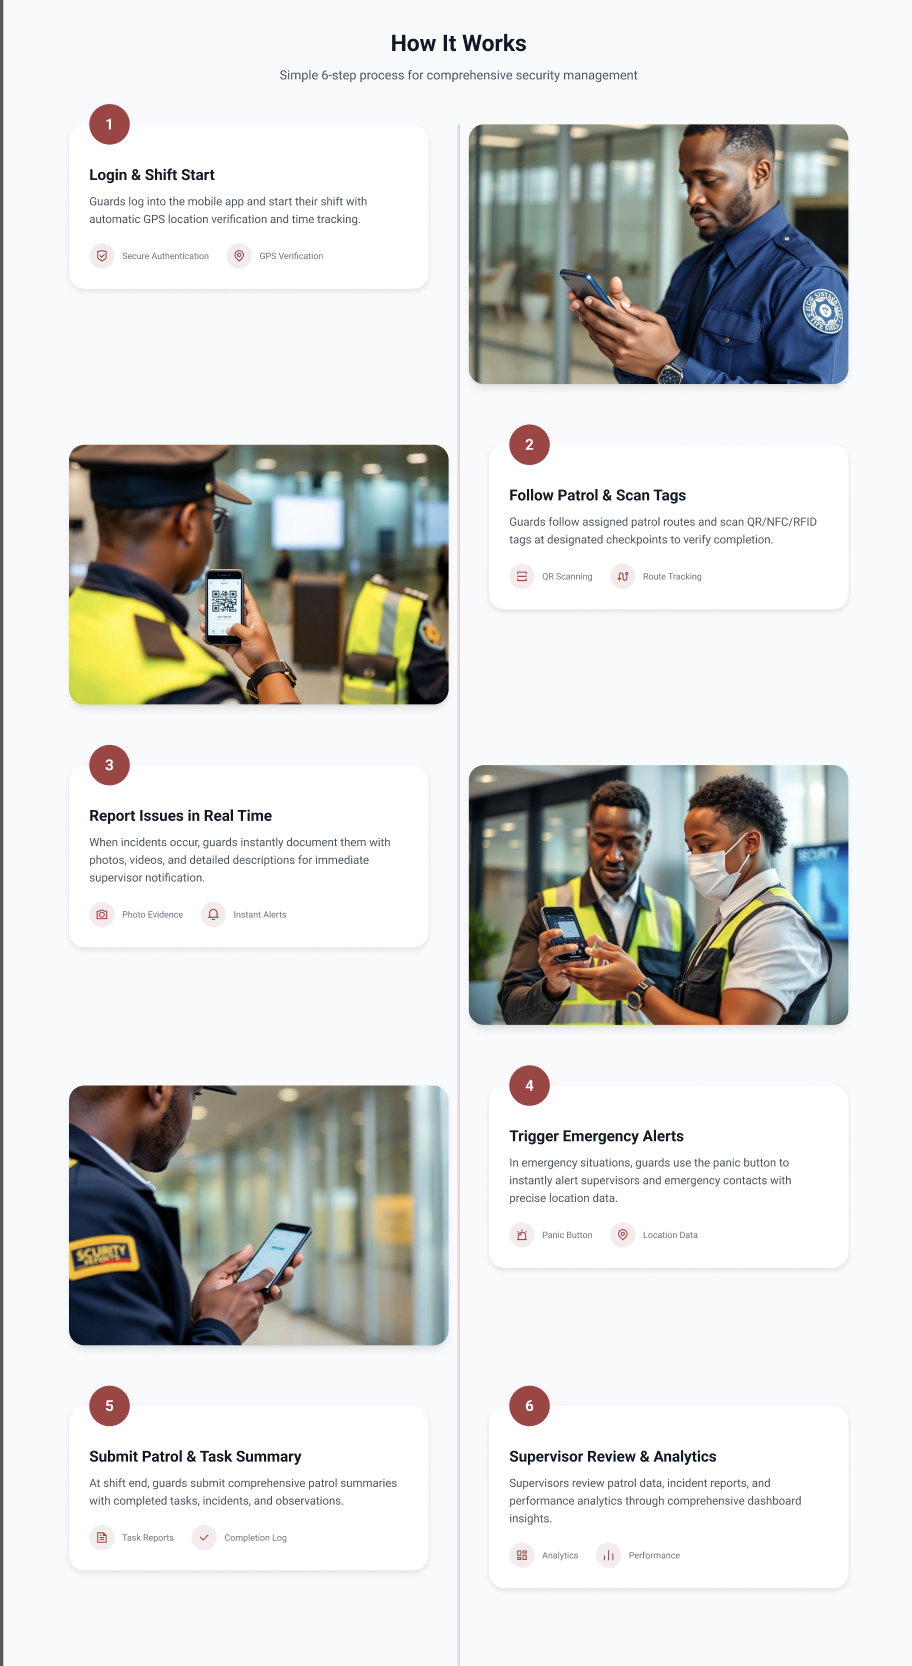 How It Works
Simple 6-step process for comprehensive security management
1
Login & Shift Start
Guards log into the mobile app and start their shift with
automatic GPS location verification and time tracking.
Secure Authentication
GPS Verification
2
Follow Patrol & Scan Tags
Guards follow assigned patrol routes and scan QR/NFC/RFID
tags at designated checkpoints to verify completion.
QR Scanning
Route Tracking
3
Report Issues in Real Time
When incidents occur, guards instantly document them with
photos, videos, and detailed descriptions for immediate
supervisor notification.
Photo Evidence
Instant Alerts
SECURITY
4
Trigger Emergency Alerts
In emergency situations, guards use the panic button to
instantly alert supervisors and emergency contacts with
precise location data.
Panic Button
Location Data
SCURITY
5
Submit Patrol & Task Summary
At shift end, guards submit comprehensive patrol summaries
with completed tasks, incidents, and observations.
Task Reports
Completion Log
6
Supervisor Review & Analytics
Supervisors review patrol data, incident reports, and
performance analytics through comprehensive dashboard
insights.
Analytics
Performance